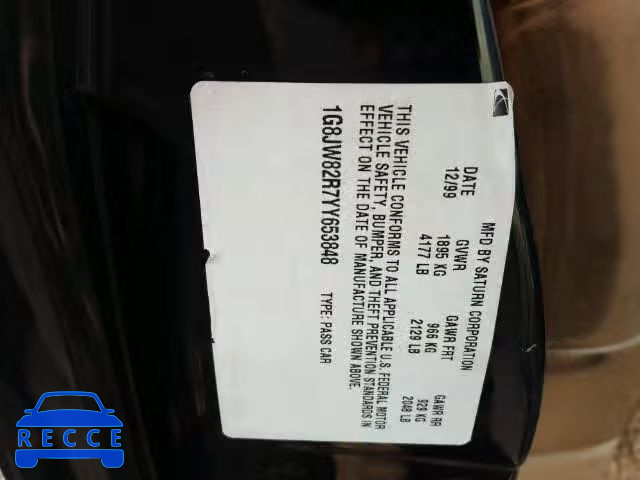 MFD BY SATURN CORPORATION
DATE GVWR GAWR FRT GAWR RR
12/99 1895 KG 966 KG 929 KG
4177 LB 2129 LB 2048 LB
THIS VEHICLE CONFORMS TO ALL APPLICABLE U.S. FEDERAL MOTOR
VEHICLE SAFETY, BUMPER, AND THEFT PREVENTION STANDARDS IN
EFFECT ON THE DATE OF MANUFACTURE SHOWN ABOVE.
1G8JW82R7YY653848 TYPE: PASS CAR
RECCE